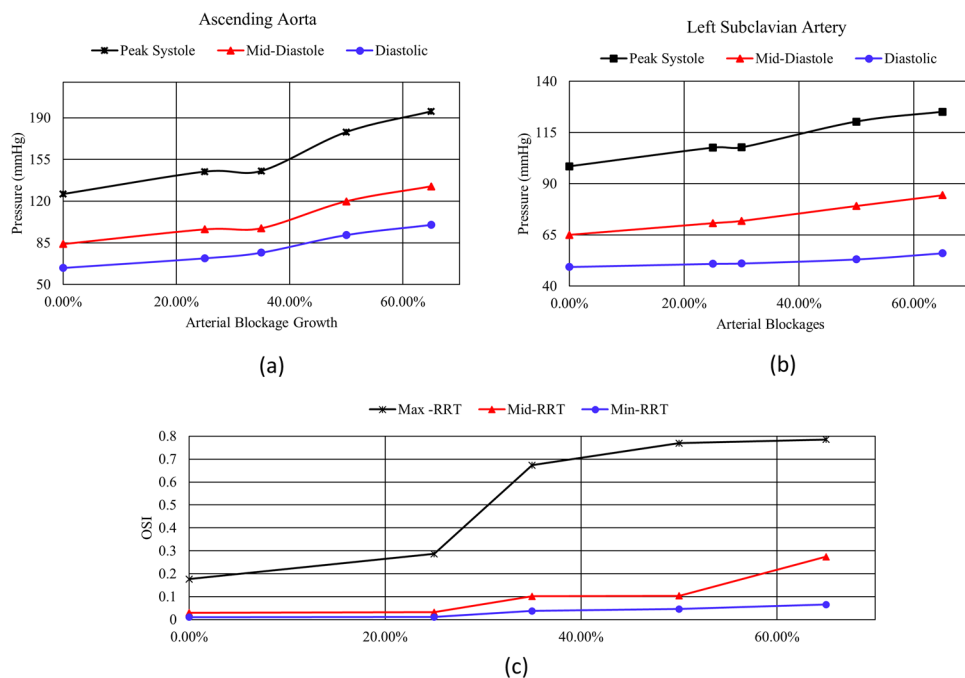 Ascending Aorta
Peak Systole Mid-Diastole Diastolic
190
155
120
85
50
Pressure (mmHg)
0.00% 20.00% 40.00% 60.00%
Arterial Blockage Growth
(a)
Left Subclavian Artery
Peak Systole Mid-Diastole Diastolic
140
115
90
65
40
Pressure (mmHg)
0.00% 20.00% 40.00% 60.00%
Arterial Blockages
(b)
Max -RRT Mid-RRT Min-RRT
0.8
0.7
0.6
0.5
0.4
0.3
0.2
0.1
0
OSI
0.00% 20.00% 40.00% 60.00%
(c)